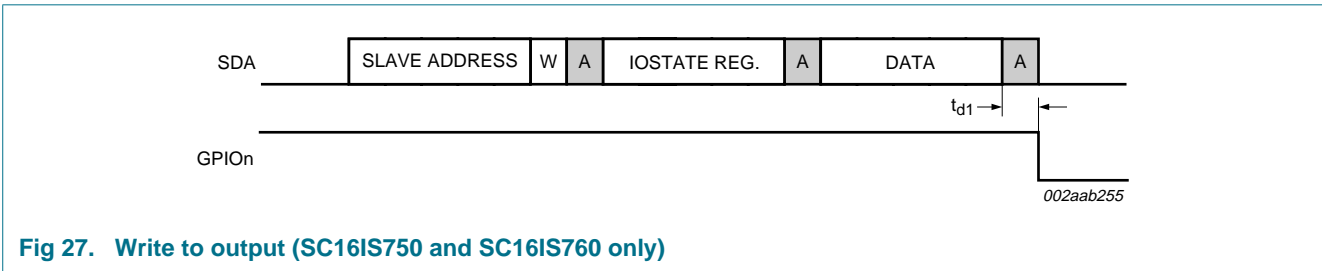 SDA SLAVE ADDRESS W A IOSTATE REG. A DATA A
td1
GPIOn
002aab255
Fig 27. Write to output (SC16IS750 and SC16IS760 only)